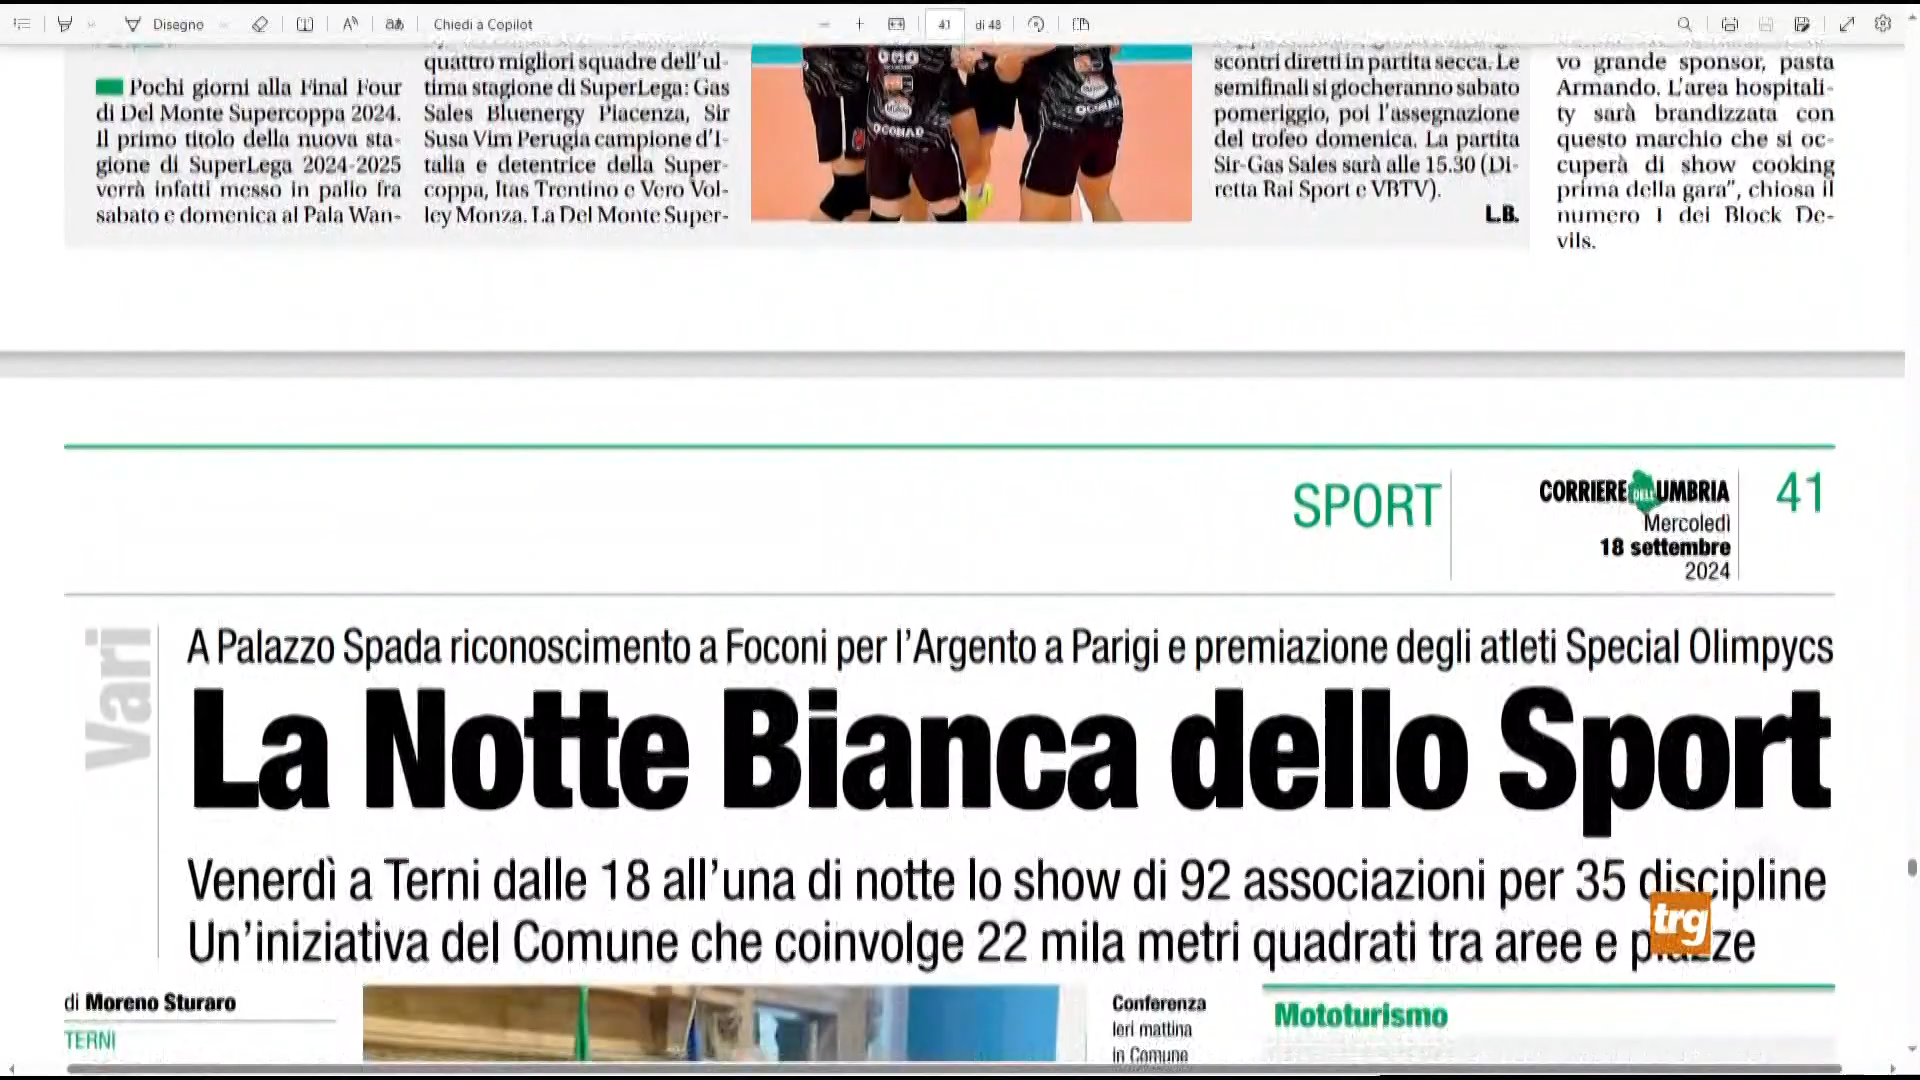 Disegno
Chiedi a Copilot
41 di 48
Pochi giorni alla Final Four
di Del Monte Supercoppa 2024.
Il primo titolo della nuova sta-
gione di SuperLega 2024-2025
verrà infatti messo in palio fra
sabato e domenica al Pala Wan-
quattro migliori squadre dell'ul-
tima stagione di SuperLega: Gas
Sales Bluenergy Piacenza, Sir
Susa Vim Perugia campione d'I-
talia e detentrice della Super-
coppa, Itas Trentino e Vero Vol-
ley Monza. La Del Monte Super-
CONAD
CONAD
scontri diretti in partita secca. Le
semifinali si giocheranno sabato
pomeriggio, poi l'assegnazione
del trofeo domenica. La partita
Sir-Gas Sales sarà alle 15.30 (Di-
retta Rai Sport e VBTV).
L.B.
vo grande sponsor, pasta
Armando. L'area hospitali-
ty sarà brandizzata con
questo marchio che si oc-
cuperà di show cooking
prima della gara", chiosa il
numero 1 dei Block De-
vils.
SPORT
CORRIERE DELL'UMBRIA
Mercoledì
18 settembre
2024
41
Vari
A Palazzo Spada riconoscimento a Foconi per l'Argento a Parigi e premiazione degli atleti Special Olimpycs
La Notte Bianca dello Sport
Venerdì a Terni dalle 18 all'una di notte lo show di 92 associazioni per 35 discipline
Un'iniziativa del Comune che coinvolge 22 mila metri quadrati tra aree e piazze
trg
di Moreno Sturaro
TERNI
Conferenza
Ieri mattina
in Comune
Mototurismo